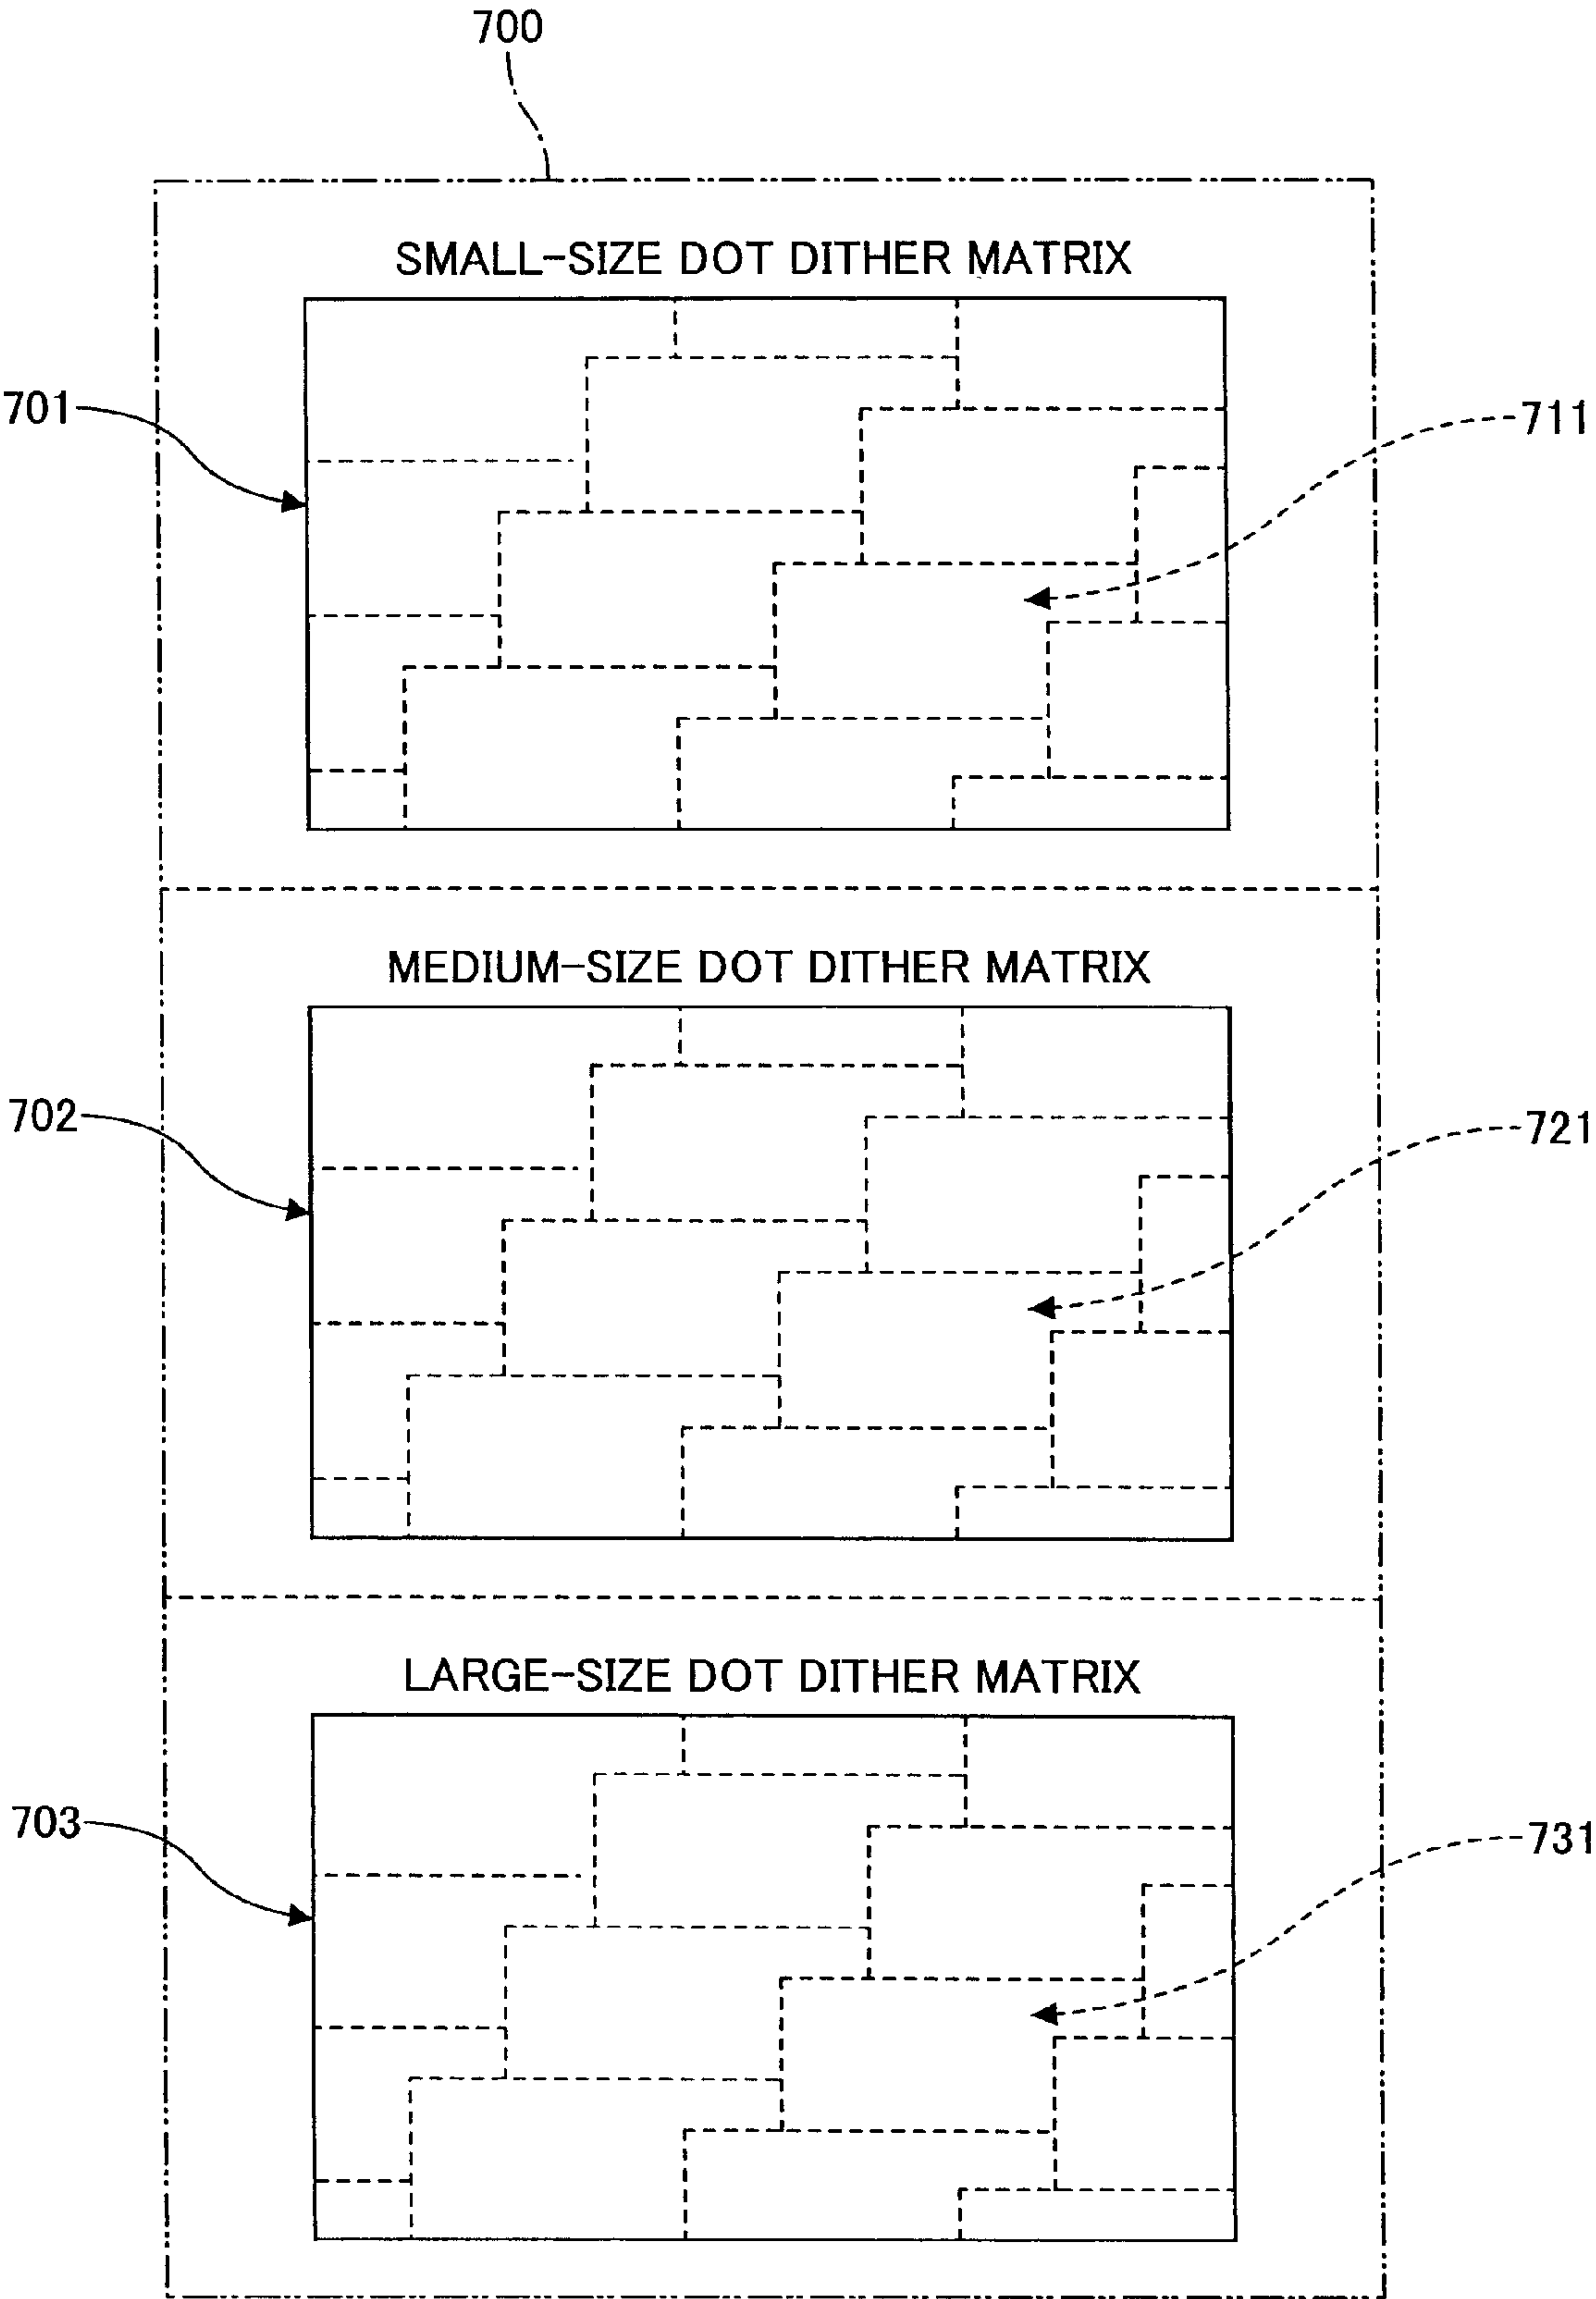 700
SMALL-SIZE DOT DITHER MATRIX
701
711
MEDIUM-SIZE DOT DITHER MATRIX
702
721
LARGE-SIZE DOT DITHER MATRIX
703
731